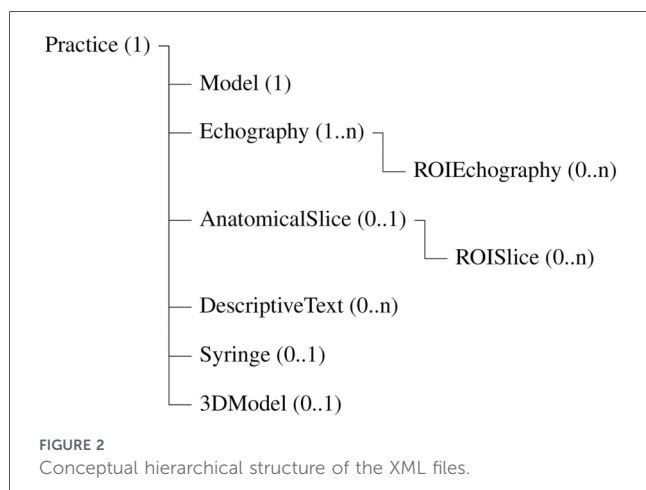 Practice (1)
Model (1)
Echography (1..n)
ROIEchography (0..n)
AnatomicalSlice (0..1)
ROISlice (0..n)
DescriptiveText (0..n)
Syringe (0..1)
3DModel (0..1)
FIGURE 2
Conceptual hierarchical structure of the XML files.